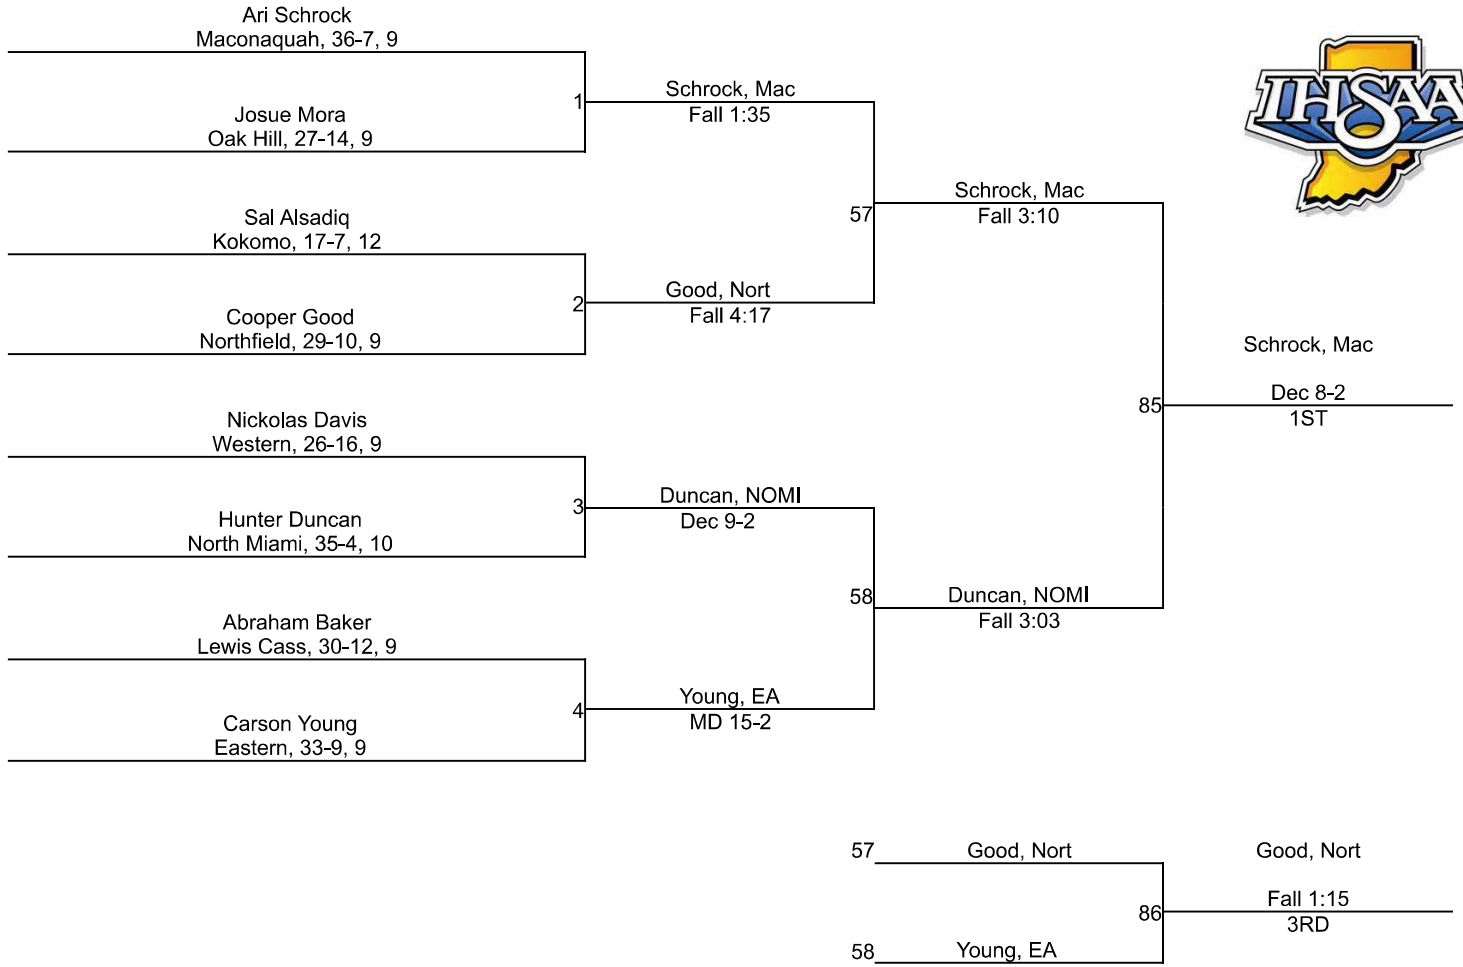 Ari Schrock
Maconaquah, 36-7, 9
1
Schrock, Mac
Fall 1:35
Josue Mora
Oak Hill, 27-14, 9
IHSAA
57
Schrock, Mac
Fall 3:10
Sal Alsadiq
Kokomo, 17-7, 12
2
Good, Nort
Fall 4:17
Cooper Good
Northfield, 29-10, 9
Schrock, Mac
85
Dec 8-2
1ST
Nickolas Davis
Western, 26-16, 9
3
Duncan, NOMI
Dec 9-2
Hunter Duncan
North Miami, 35-4, 10
58
Duncan, NOMI
Fall 3:03
Abraham Baker
Lewis Cass, 30-12, 9
4
Young, EA
MD 15-2
Carson Young
Eastern, 33-9, 9
57
Good, Nort
Good, Nort
86
Fall 1:15
3RD
58
Young, EA